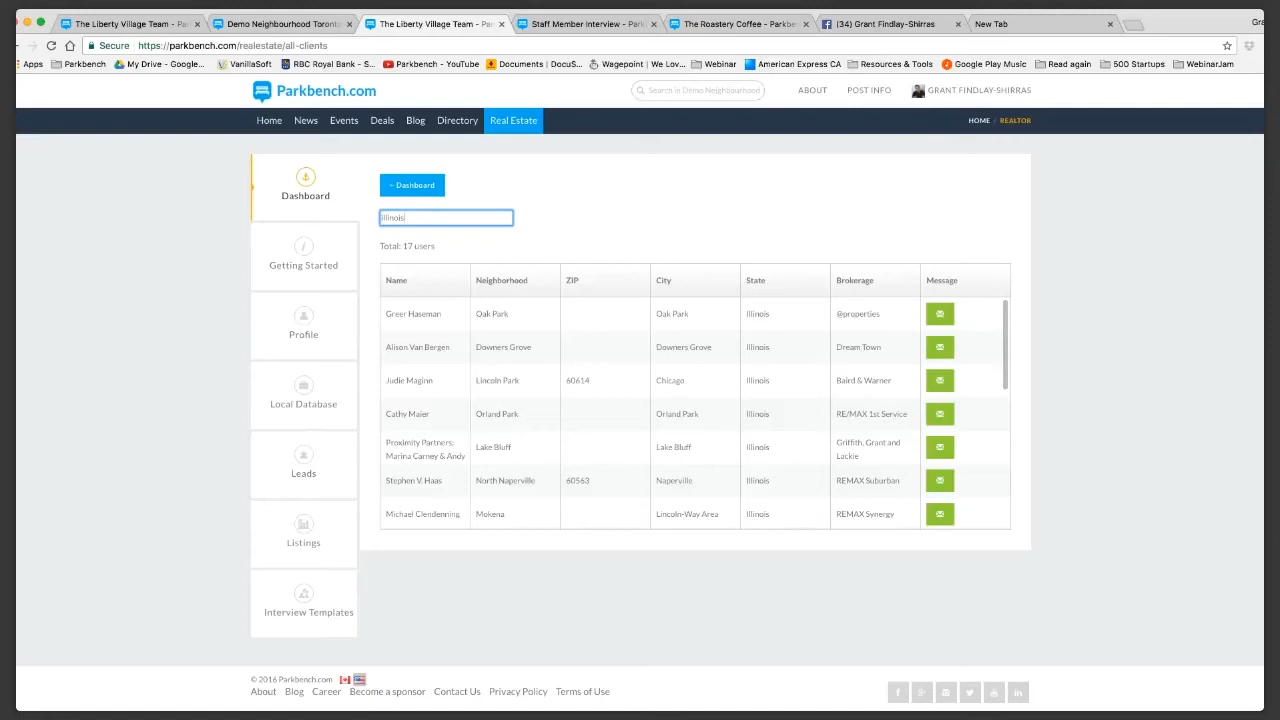 The Liberty Village Team - Par
Demo Neighbourhood Toronto
The Liberty Village Team - Par
Staff Member Interview - Park
The Roastery Coffee - Parkbe
(34) Grant Findlay-Shirras
New Tab
Gra
Secure https://parkbench.com/realestate/all-clients
Apps Parkbench My Drive - Google... VanillaSoft RBC Royal Bank - S... Parkbench - YouTube Documents | DocuS... Wagepoint | We Lov... Webinar American Express CA Resources & Tools Google Play Music Read again 500 Startups WebinarJam
Parkbench.com
Search in Demo Neighbourhood
ABOUT POST INFO GRANT FINDLAY-SHIRRAS
Home News Events Deals Blog Directory Real Estate
HOME / REALTOR
Dashboard
Getting Started
Profile
Local Database
Leads
Listings
Interview Templates
←Dashboard
illinois
Total: 17 users
Name Neighborhood ZIP City State Brokerage Message
Greer Haseman Oak Park Oak Park Illinois @properties
Alison Van Bergen Downers Grove Downers Grove Illinois Dream Town
Judie Maginn Lincoln Park 60614 Chicago Illinois Baird & Warner
Cathy Maier Orland Park Orland Park Illinois RE/MAX 1st Service
Proximity Partners: Marina Carney & Andy Lake Bluff Lake Bluff Illinois Griffith, Grant and Lackie
Stephen V. Haas North Naperville 60563 Naperville Illinois REMAX Suburban
Michael Clendenning Mokena Lincoln-Way Area Illinois REMAX Synergy
© 2016 Parkbench.com
About Blog Career Become a sponsor Contact Us Privacy Policy Terms of Use